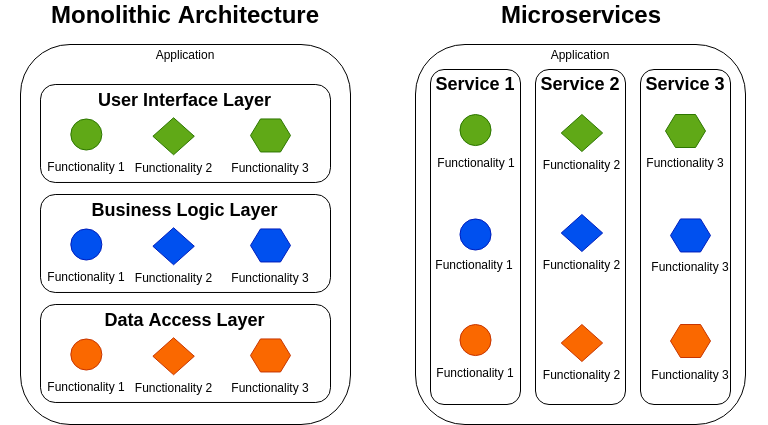 Monolithic Architecture
Application
User Interface Layer
Functionality 1 Functionality 2 Functionality 3
Business Logic Layer
Functionality 1 Functionality 2 Functionality 3
Data Access Layer
Functionality 1 Functionality 2 Functionality 3
Microservices
Application
Service 1 Service 2 Service 3
Functionality 1 Functionality 2 Functionality 3
Functionality 1 Functionality 2 Functionality 3
Functionality 1 Functionality 2 Functionality 3